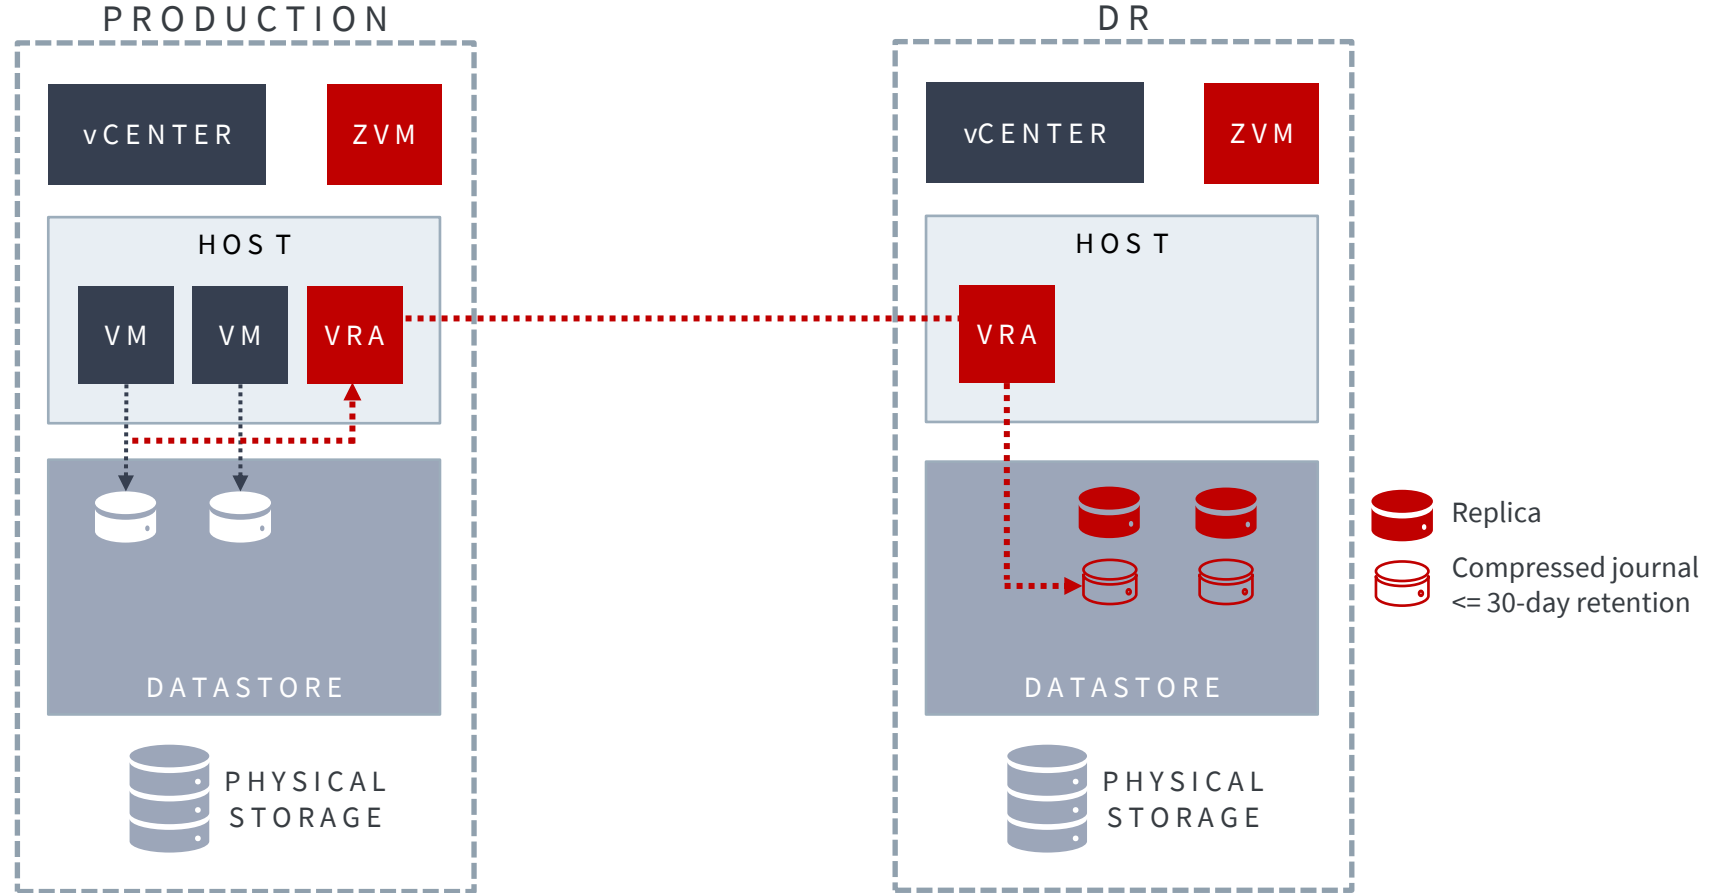 PRODUCTION
vCENTER
ZVM
HOST
VM
VM
VRA
DATASTORE
PHYSICAL
STORAGE
DR
vCENTER
ZVM
HOST
VRA
DATASTORE
PHYSICAL
STORAGE
Replica
Compressed journal
<= 30-day retention